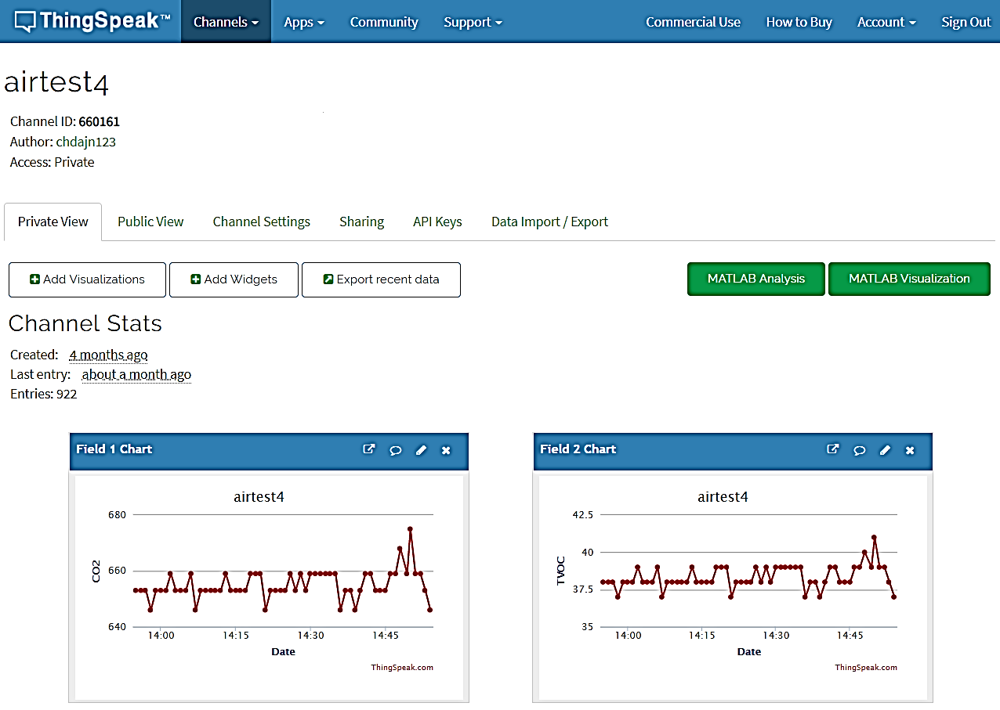 ThingSpeak™ Channels Apps Community Support Commercial Use How to Buy Account Sign Out
airtest4
Channel ID: 660161
Author: chdajn123
Access: Private
Private View Public View Channel Settings Sharing API Keys Data Import / Export
Add Visualizations Add Widgets Export recent data MATLAB Analysis MATLAB Visualization
Channel Stats
Created: 4 months ago
Last entry: about a month ago
Entries: 922
Field 1 Chart
airtest4
680
660
640
CO2
14:00 14:15 14:30 14:45
Date
ThingSpeak.com
Field 2 Chart
airtest4
42.5
40
37.5
35
TVOC
14:00 14:15 14:30 14:45
Date
ThingSpeak.com